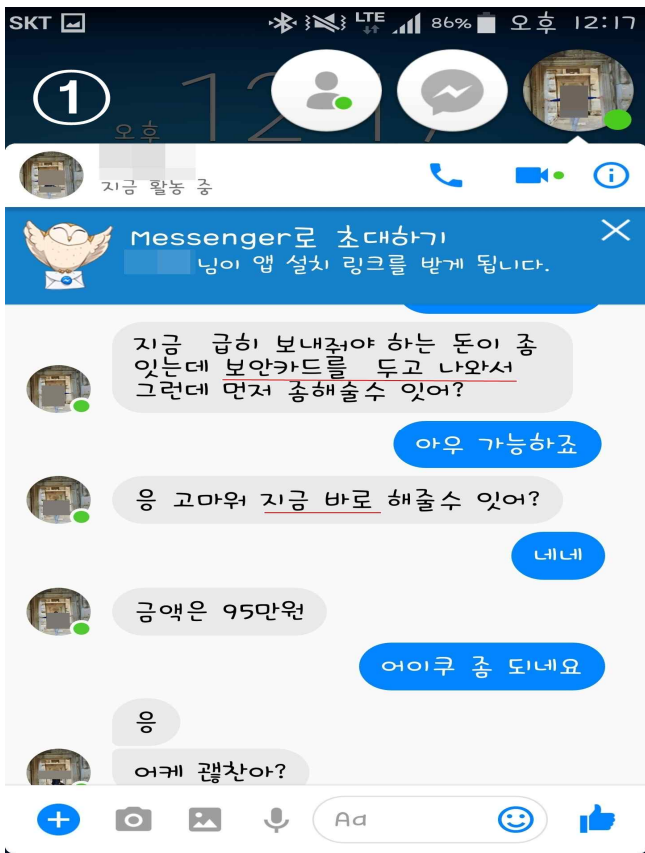 SKT LTE 86% 오후 12:17
①
오후 12:17
지금 활동 중
Messenger로 초대하기
님이 앱 설치 링크를 받게 됩니다.
지금 급히 보내줘야 하는 돈이 좀
잇는데 보안카드를 두고 나와서
그런데 먼저 좀해줄수 잇어?
아우 가능하죠
응 고마워 지금 바로 해줄수 잇어?
네네
금액은 95만원
어이쿠 좀 되네요
응
어케 괜찬아?
Aa